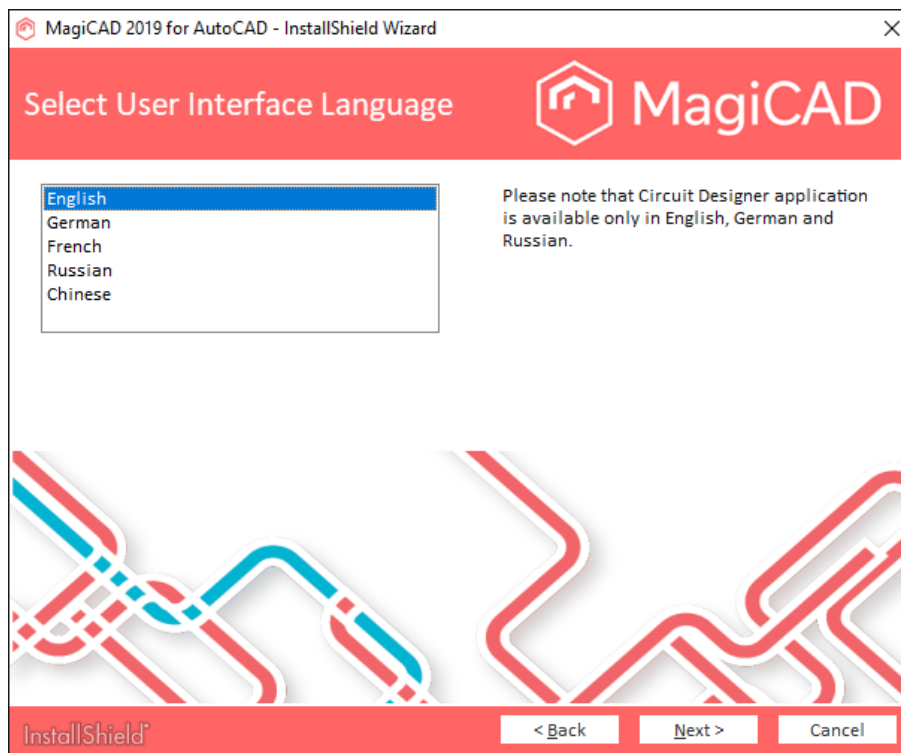 MagiCAD 2019 for AutoCAD - InstallShield Wizard
Select User Interface Language
MagiCAD
English
German
French
Russian
Chinese
Please note that Circuit Designer application
is available only in English, German and
Russian.
InstallShield
< Back
Next >
Cancel